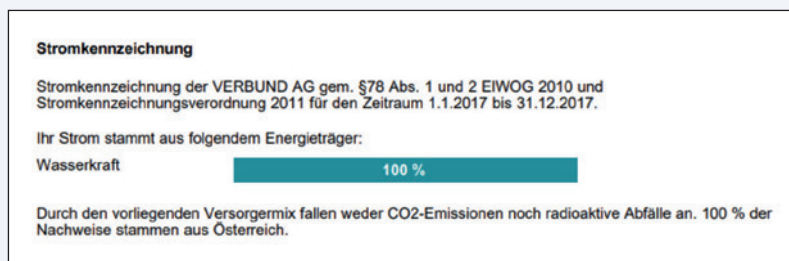 Stromkennzeichnung
Stromkennzeichnung der VERBUND AG gem. §78 Abs. 1 und 2 ElWOG 2010 und
Stromkennzeichnungsverordnung 2011 für den Zeitraum 1.1.2017 bis 31.12.2017.
Ihr Strom stammt aus folgendem Energieträger:
Wasserkraft 100 %
Durch den vorliegenden Versorgermix fallen weder CO2-Emissionen noch radioaktive Abfälle an. 100 % der
Nachweise stammen aus Österreich.